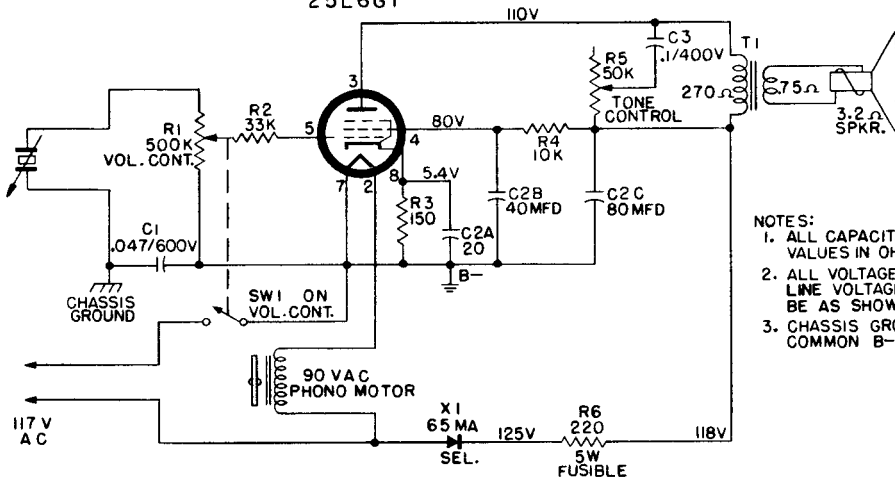 25L6GT
110V
C3
.1/400V
T1
R5
50K
TONE
CONTROL
270Ω
.75Ω
3.2Ω
SPKR.
3
R2
33K
5
R1
500K
VOL. CONT.
80V
4
R4
10K
8
5.4V
7
2
R3
150
C2A
20
C2B
40MFD
C2C
80MFD
C1
.047/600V
B-
CHASSIS
GROUND
SW1 ON
VOL. CONT.
90 VAC
PHONO MOTOR
117 V
AC
X1
65 MA
SEL.
125V
R6
220
5W
FUSIBLE
118V
NOTES:
1. ALL CAPACIT
VALUES IN OH
2. ALL VOLTAGE
LINE VOLTAG
BE AS SHOW
3. CHASSIS GRO
COMMON B-